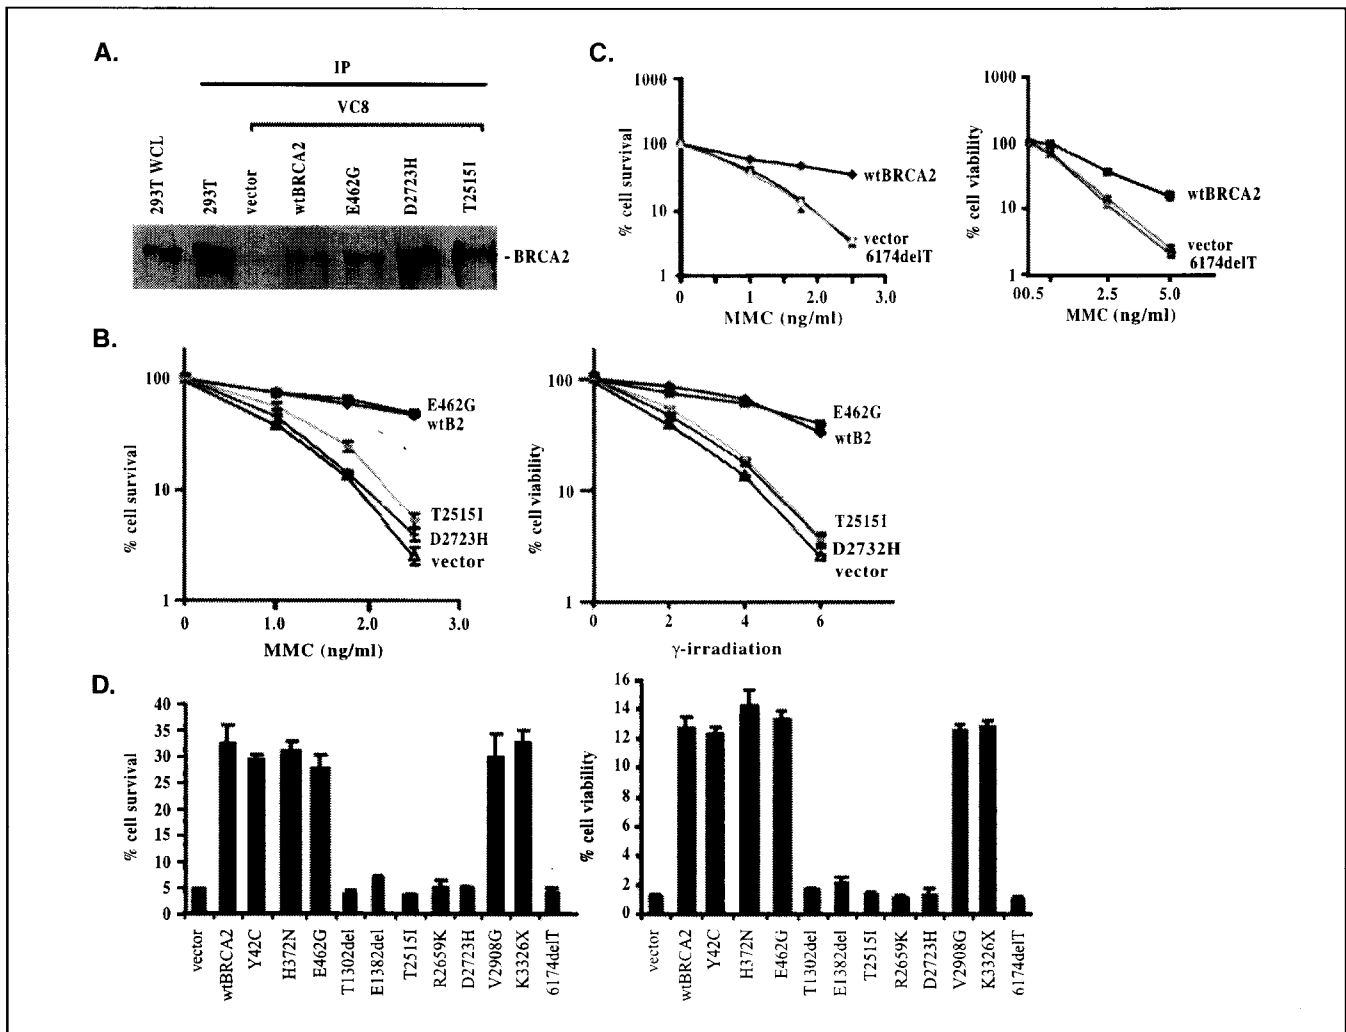 A.
IP
VC8
293T WCL
293T
vector
wtBRCA2
E462G
D2723H
T2515I
-BRCA2
C.
1000
100
10
1
% cell survival
wtBRCA2
vector
6174delT
0
1
2.0
3.0
MMC (ng/ml)
1000
100
10
1
% cell viability
wtBRCA2
vector
6174delT
00.5
2.5
5.0
MMC (ng/ml)
B.
100
10
1
% cell survival
E462G
wtB2
T2515I
D2723H
vector
0
1.0
2.0
3.0
MMC (ng/ml)
100
10
1
% cell viability
E462G
wtB2
T2515I
D2732H
vector
0
2
4
6
γ-irradiation
D.
40
35
30
25
20
15
10
5
0
% cell survival
vector
wtBRCA2
Y42C
H372N
E462G
T1302del
E1382del
T2515I
R2659K
D2723H
V2908G
K3326X
6174delT
16
14
12
10
8
6
4
2
0
% cell viability
vector
wtBRCA2
Y42C
H372N
E462G
T1302del
E1382del
T2515I
R2659K
D2723H
V2908G
K3326X
6174delT